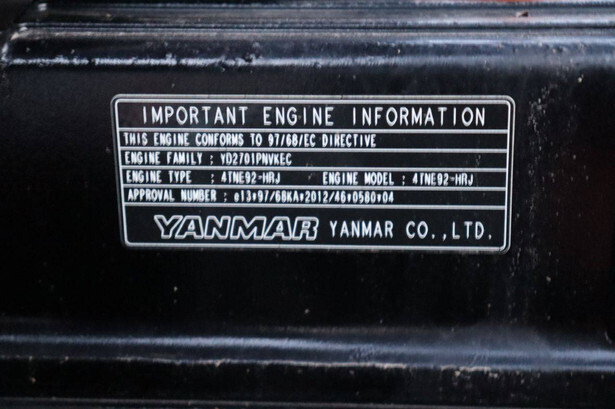 IMPORTANT ENGINE INFORMATION
THIS ENGINE CONFORMS TO 97/68/EC DIRECTIVE
ENGINE FAMILY : YD270IPNVKEC
ENGINE TYPE : 4TNE92-HRJ ENGINE MODEL : 4TNE92-HRJ
APPROVAL NUMBER : e13*97/68KA*2012/46*0580*04
YANMAR YANMAR CO.,LTD.